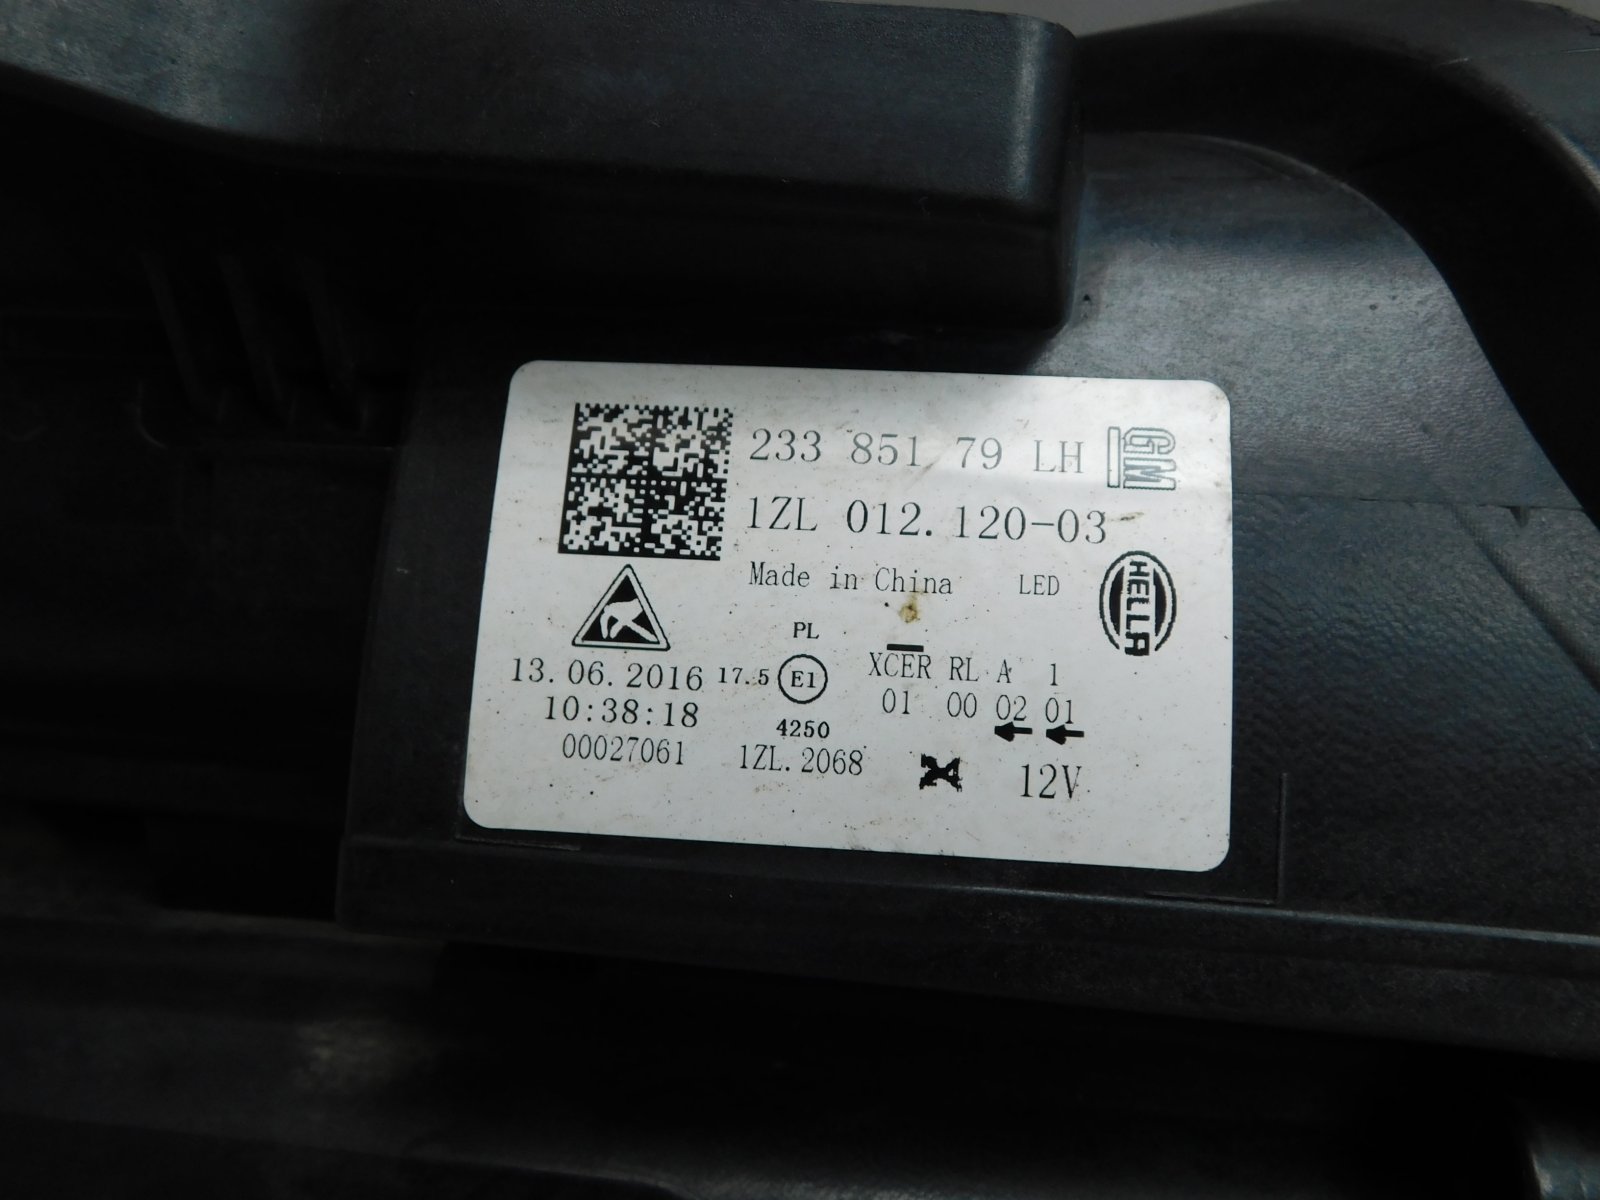 233 851 79 LH GM
1ZL 012.120-03
Made in China LED HELLA
PL
13.06.2016 17.5 E1 XCER RL A 1
10:38:18 01 00 02 01
4250
00027061 1ZL.2068 12V